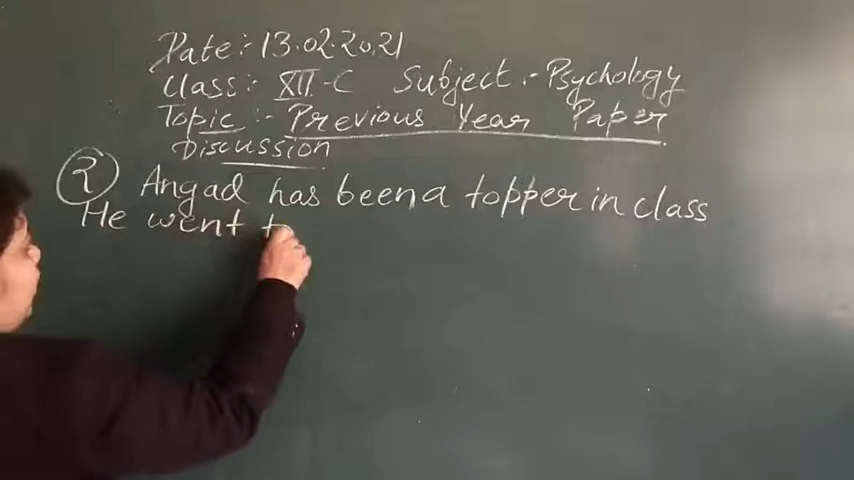 Date :- 13.02.2021
Class :- XII-C Subject :- Psychology
Topic :- Previous Year Paper
Discussion
2 Angad has been a topper in class
He went